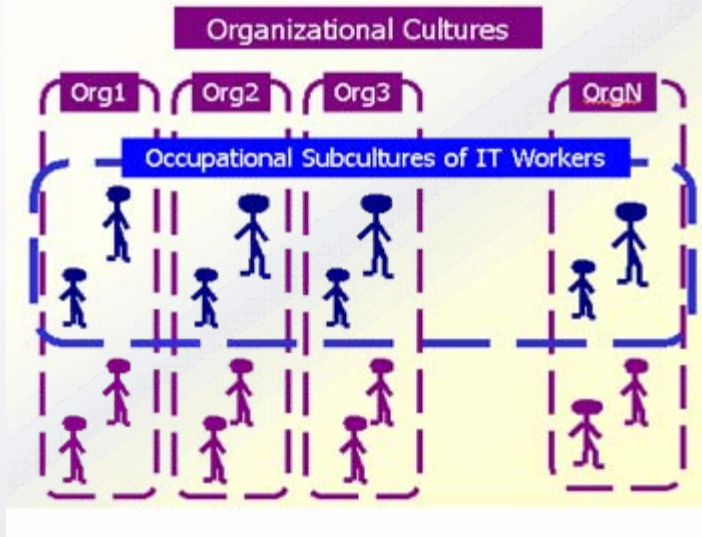 Organizational Cultures
Org1 Org2 Org3 OrgN
Occupational Subcultures of IT Workers